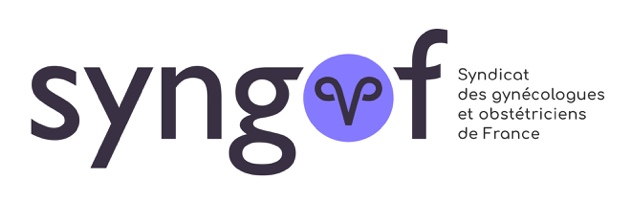 syngof
Syndicat
des gynécologues
et obstétriciens
de France